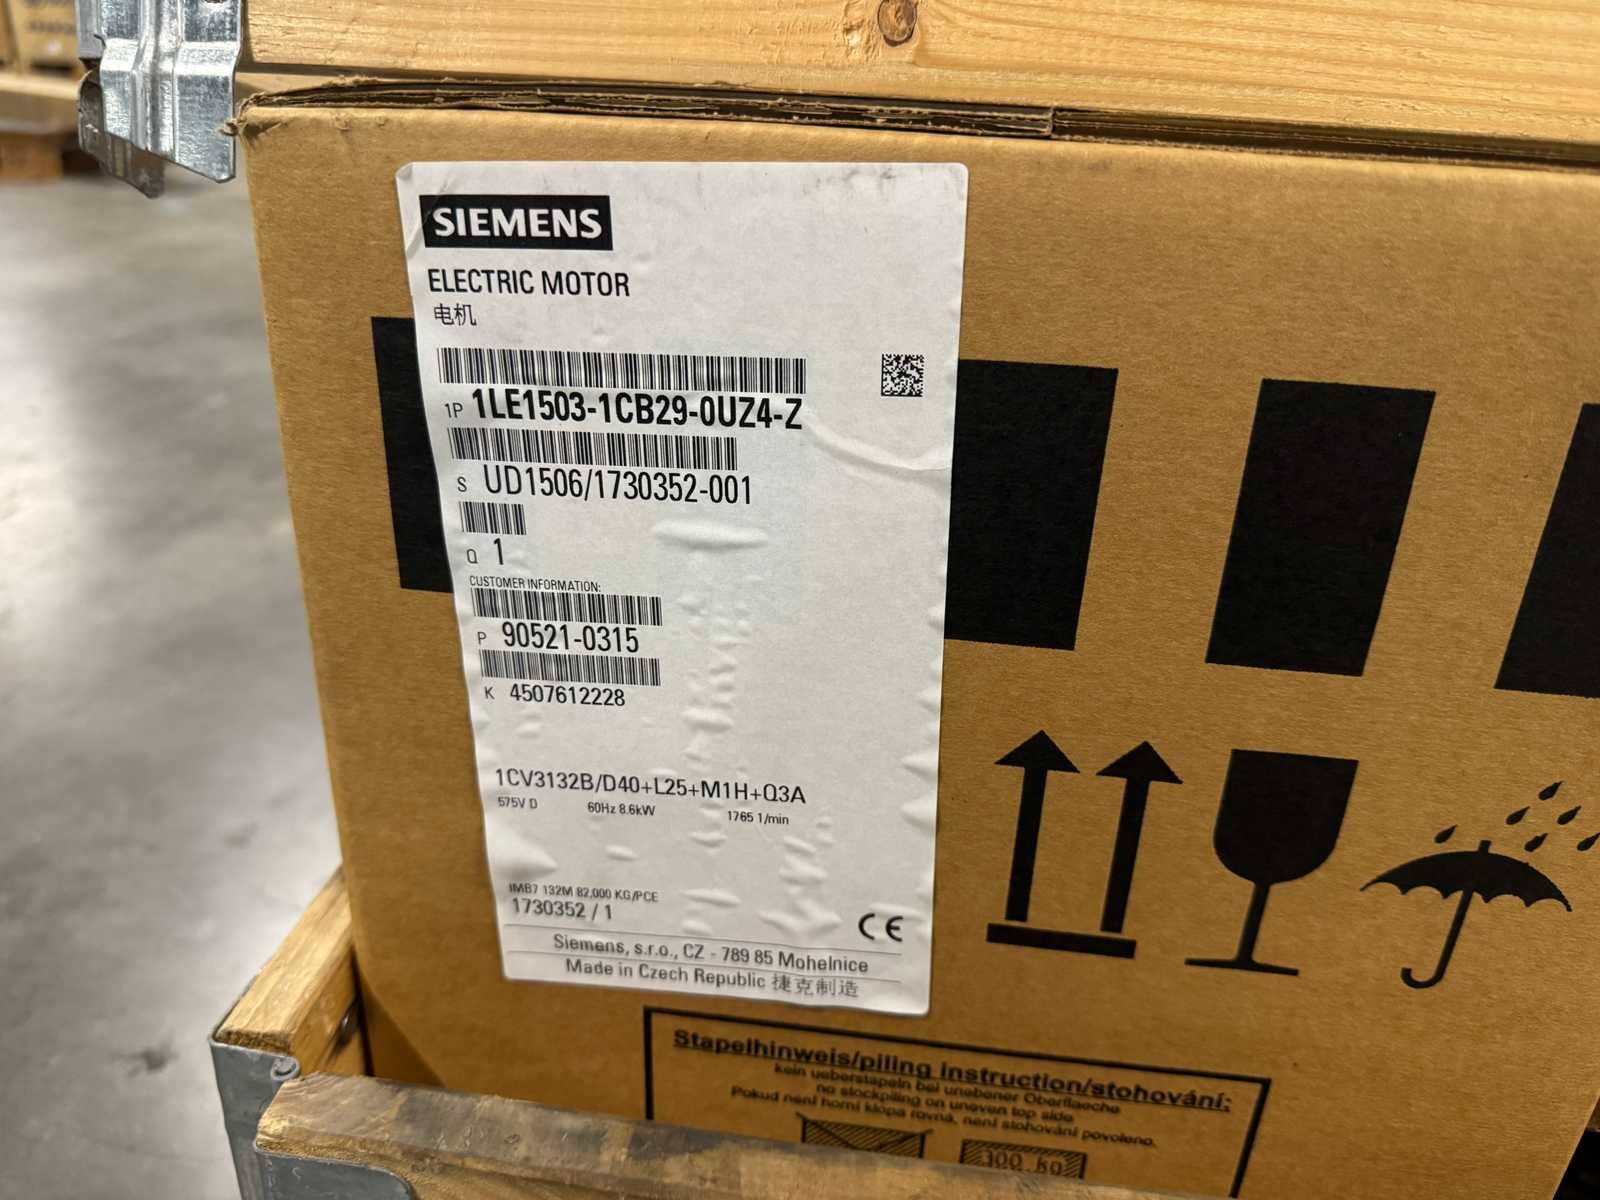 SIEMENS
ELECTRIC MOTOR
电机
1P 1LE1503-1CB29-0UZ4-Z
S UD1506/1730352-001
Q 1
CUSTOMER INFORMATION:
P 90521-0315
K 4507612228
1CV3132B/D40+L25+M1H+Q3A
575V D 60Hz 8.6kW 1765 1/min
IMB7 132M 82,000 KG/PCE
1730352 / 1
CE
Siemens, s.r.o., CZ - 789 85 Mohelnice
Made in Czech Republic 捷克制造
Stapelhinweis/piling instruction/stohování:
kein ueberstapeln bei unebener Oberflaeche
no stockpiling on uneven top side
Pokud není horní klopa rovná, není stohování povoleno.
300 kg